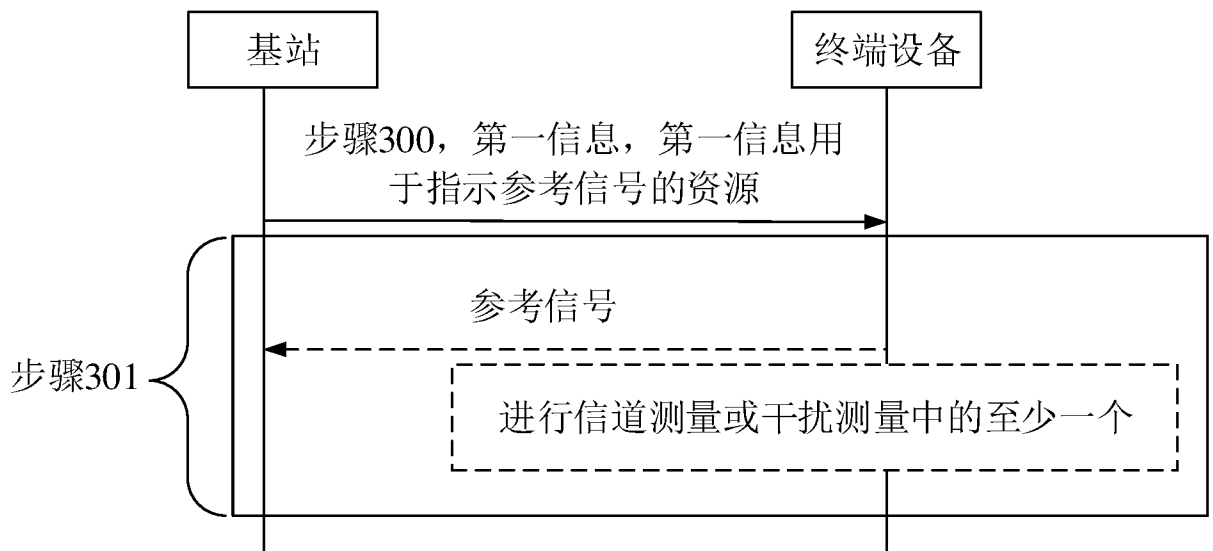 基站
终端设备
步骤300，第一信息，第一信息用
于指示参考信号的资源
参考信号
步骤301
进行信道测量或干扰测量中的至少一个